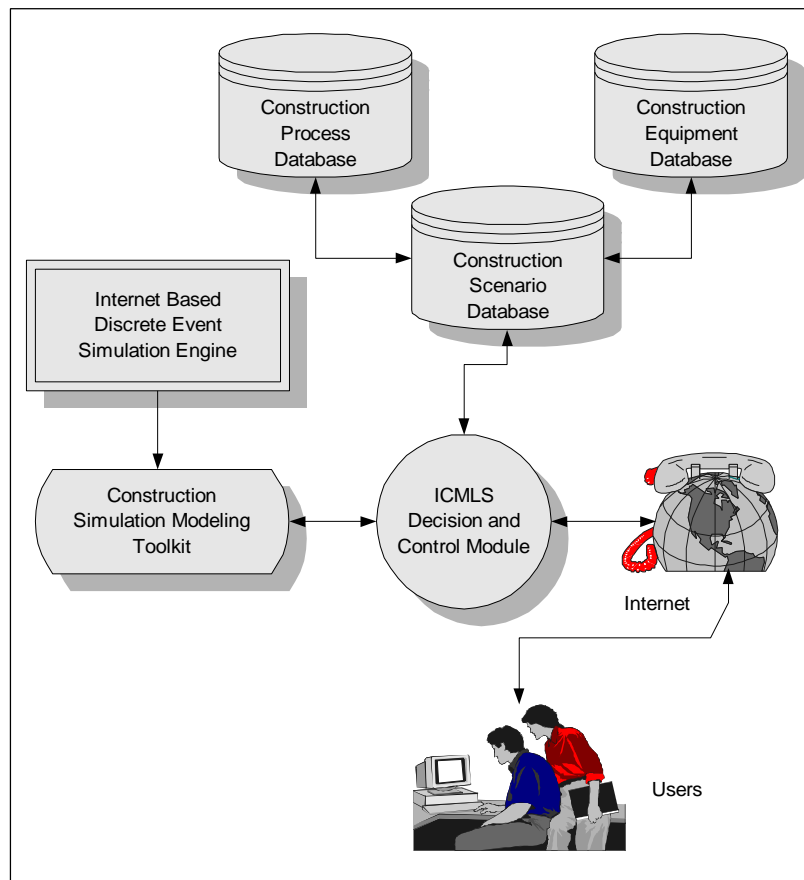 Construction
Process
Database
Construction
Equipment
Database
Construction
Scenario
Database
Internet Based
Discrete Event
Simulation Engine
Construction
Simulation Modeling
Toolkit
ICMLS
Decision and
Control Module
Internet
Users